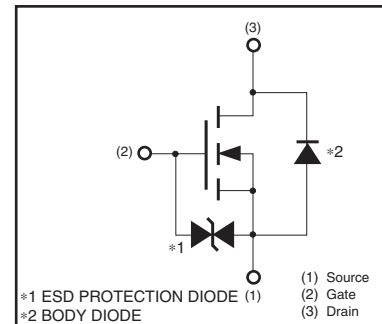 (3)
(2)
∗2
∗1
∗1 ESD PROTECTION DIODE
∗2 BODY DIODE
(1)
(1) Source
(2) Gate
(3) Drain